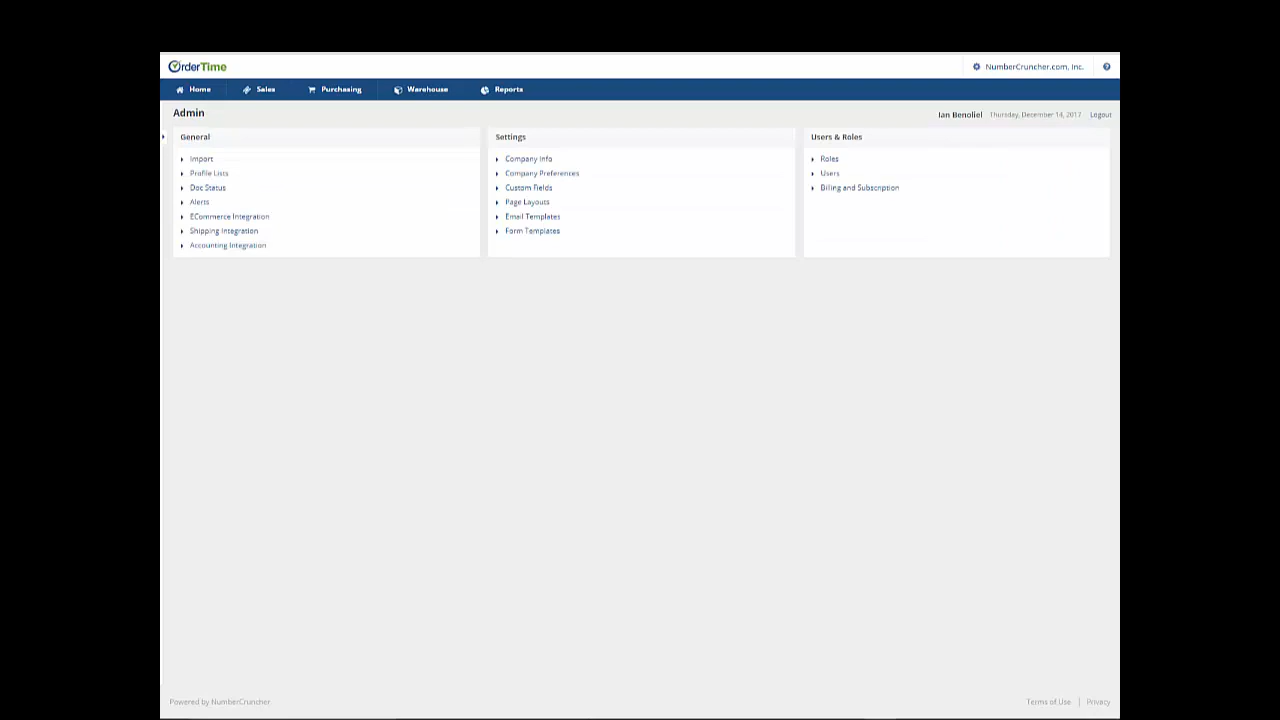 OrderTime
NumberCruncher.com, Inc.
Home Sales Purchasing Warehouse Reports
Admin
Ian Benoliel Thursday, December 14, 2017 Logout
General
Import
Profile Lists
Doc Status
Alerts
ECommerce Integration
Shipping Integration
Accounting Integration
Settings
Company Info
Company Preferences
Custom Fields
Page Layouts
Email Templates
Form Templates
Users & Roles
Roles
Users
Billing and Subscription
Powered by NumberCruncher
Terms of Use | Privacy